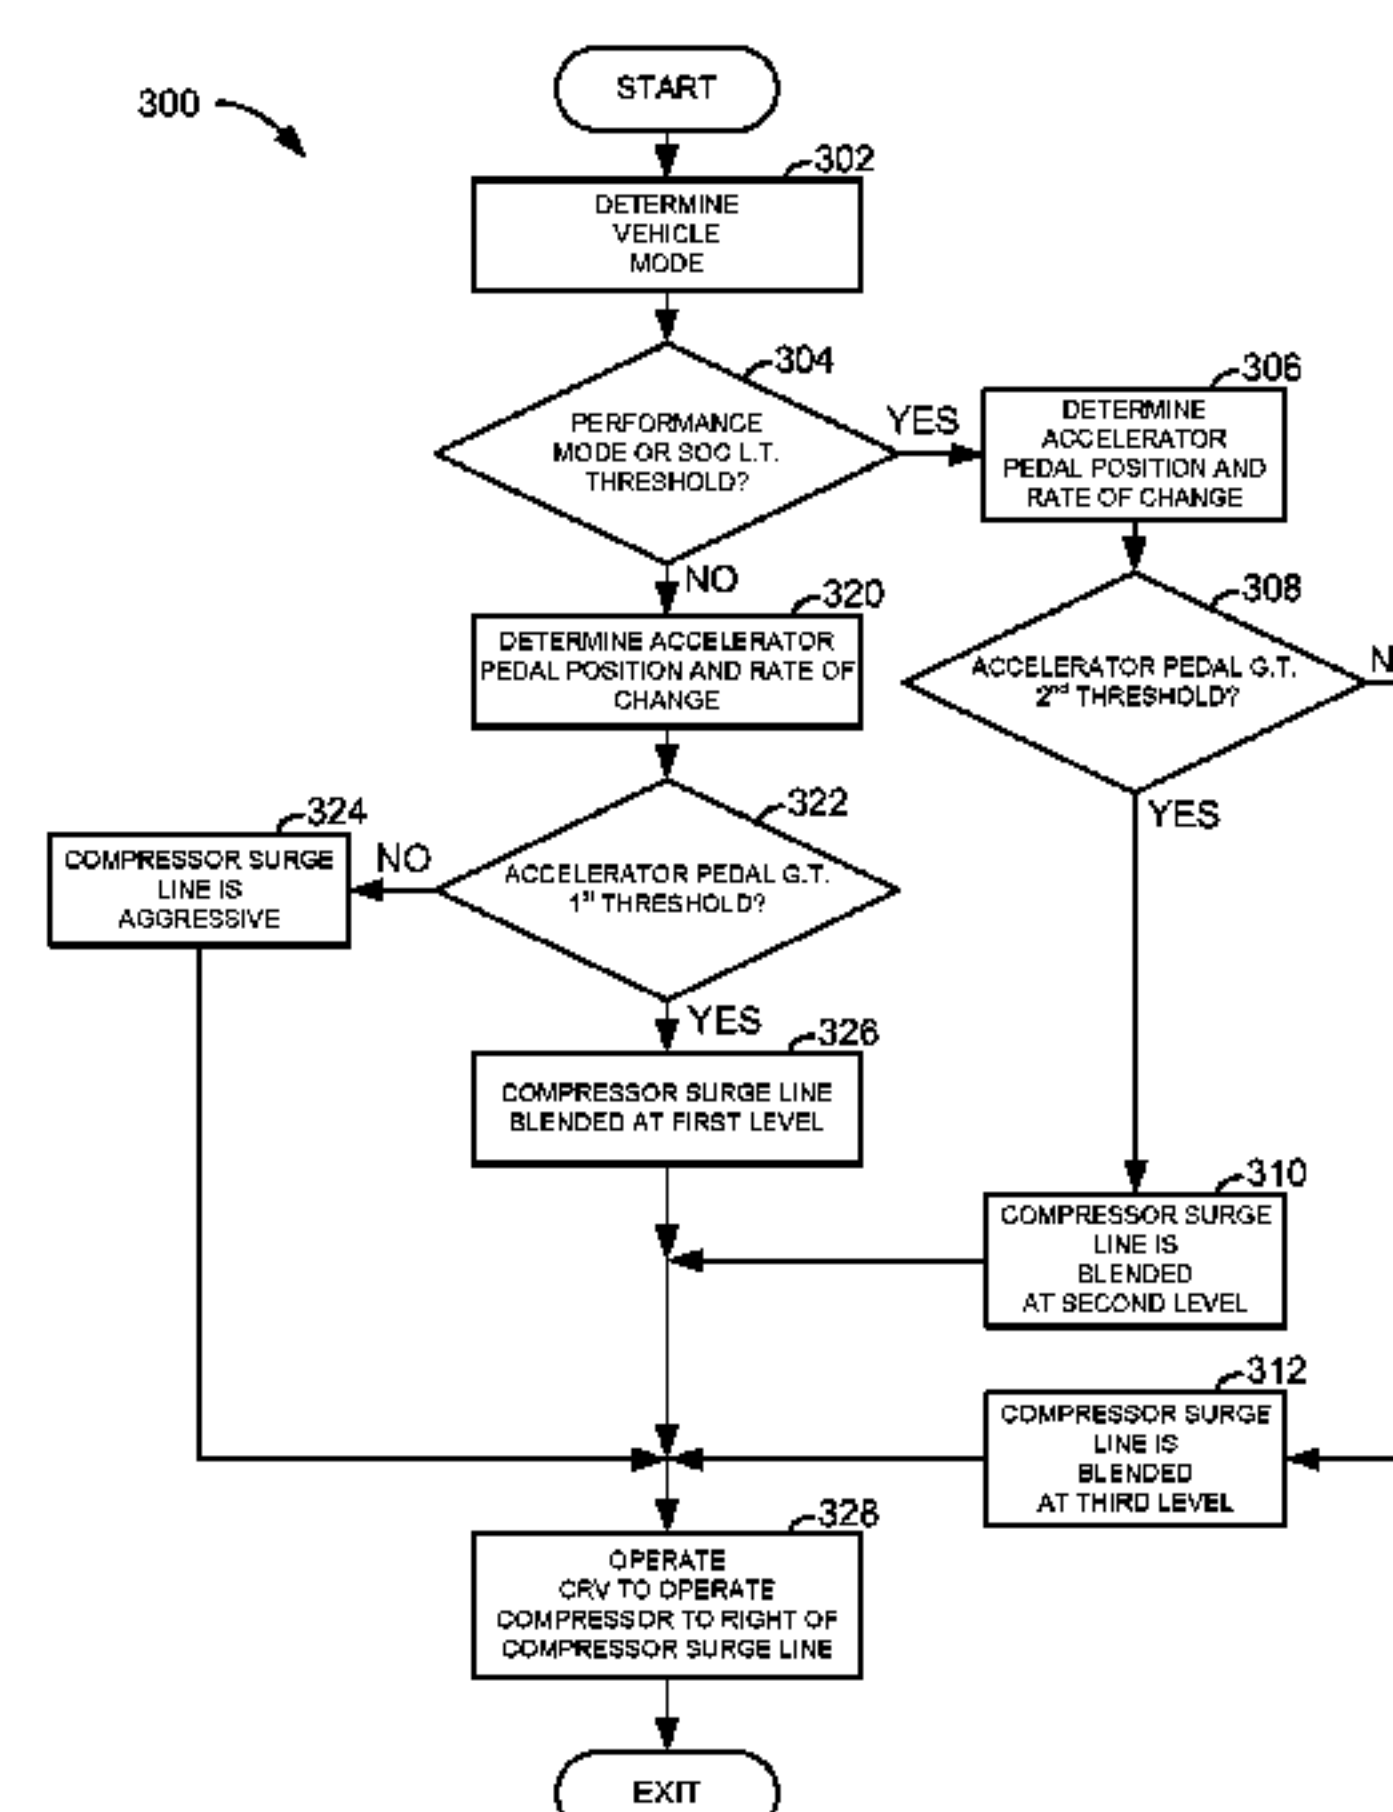 START
300
302
DETERMINE
VEHICLE
MODE
304
PERFORMANCE
MODE OR SOC L.T.
THRESHOLD?
YES
306
DETERMINE
ACCELERATOR
PEDAL POSITION AND
RATE OF CHANGE
NO
320
DETERMINE ACCELERATOR
PEDAL POSITION AND RATE OF
CHANGE
308
ACCELERATOR PEDAL G.T.
2nd THRESHOLD?
N
YES
322
ACCELERATOR PEDAL G.T.
1st THRESHOLD?
NO
324
COMPRESSOR SURGE
LINE IS
AGGRESSIVE
YES
326
COMPRESSOR SURGE LINE
BLENDED AT FIRST LEVEL
310
COMPRESSOR SURGE
LINE IS
BLENDED
AT SECOND LEVEL
312
COMPRESSOR SURGE
LINE IS
BLENDED
AT THIRD LEVEL
328
OPERATE
CRV TO OPERATE
COMPRESSOR TO RIGHT OF
COMPRESSOR SURGE LINE
EXIT